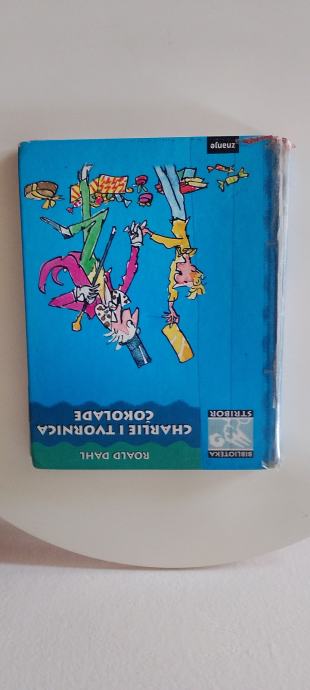 ROALD DAHL
CHARLIE I TVORNICA
ČOKOLADE
BIBLIOTEKA
STRIBOR
znanje